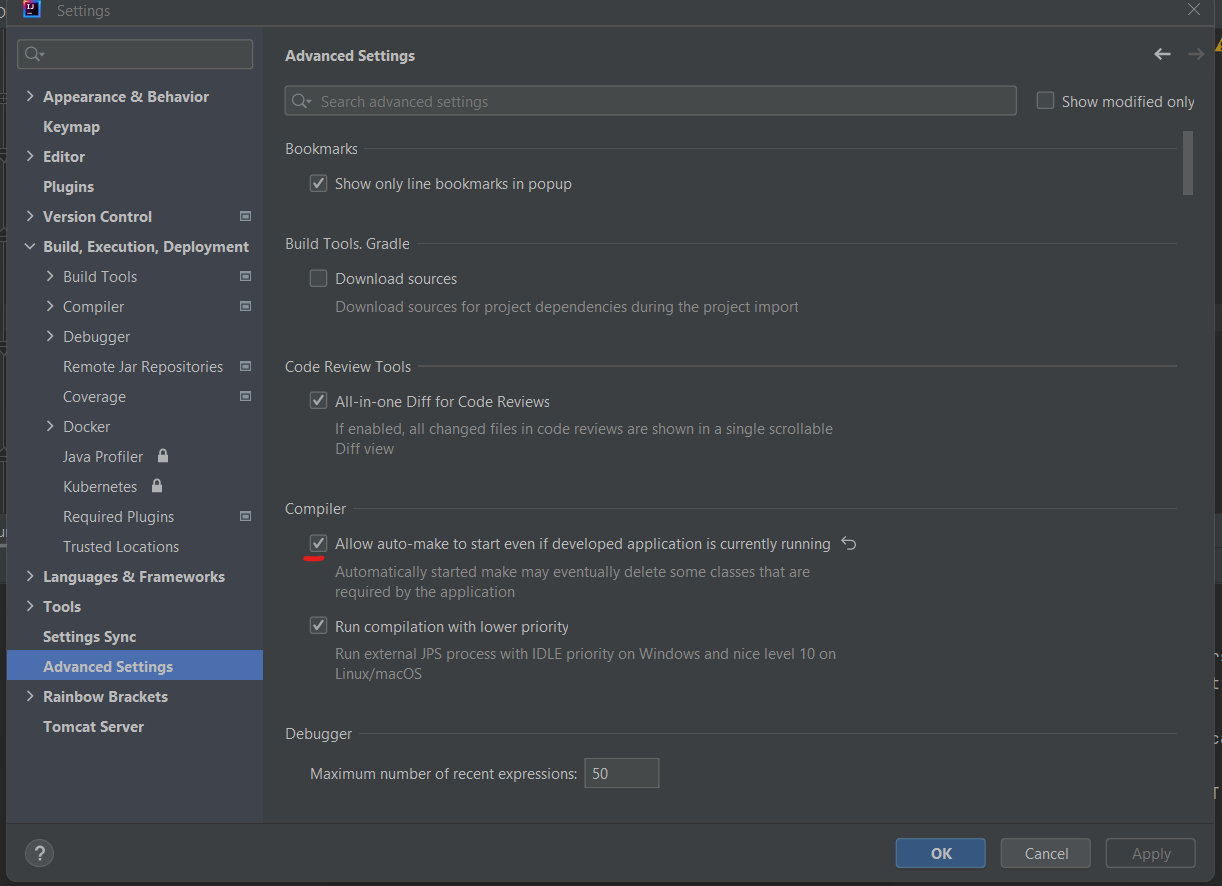 Settings
Advanced Settings
Search advanced settings
Show modified only
Appearance & Behavior
Keymap
Editor
Plugins
Version Control
Build, Execution, Deployment
Build Tools
Compiler
Debugger
Remote Jar Repositories
Coverage
Docker
Java Profiler
Kubernetes
Required Plugins
Trusted Locations
Languages & Frameworks
Tools
Settings Sync
Advanced Settings
Rainbow Brackets
Tomcat Server
Bookmarks
Show only line bookmarks in popup
Build Tools. Gradle
Download sources
Download sources for project dependencies during the project import
Code Review Tools
All-in-one Diff for Code Reviews
If enabled, all changed files in code reviews are shown in a single scrollable
Diff view
Compiler
Allow auto-make to start even if developed application is currently running
Automatically started make may eventually delete some classes that are
required by the application
Run compilation with lower priority
Run external JPS process with IDLE priority on Windows and nice level 10 on
Linux/macOS
Debugger
Maximum number of recent expressions: 50
?
OK
Cancel
Apply